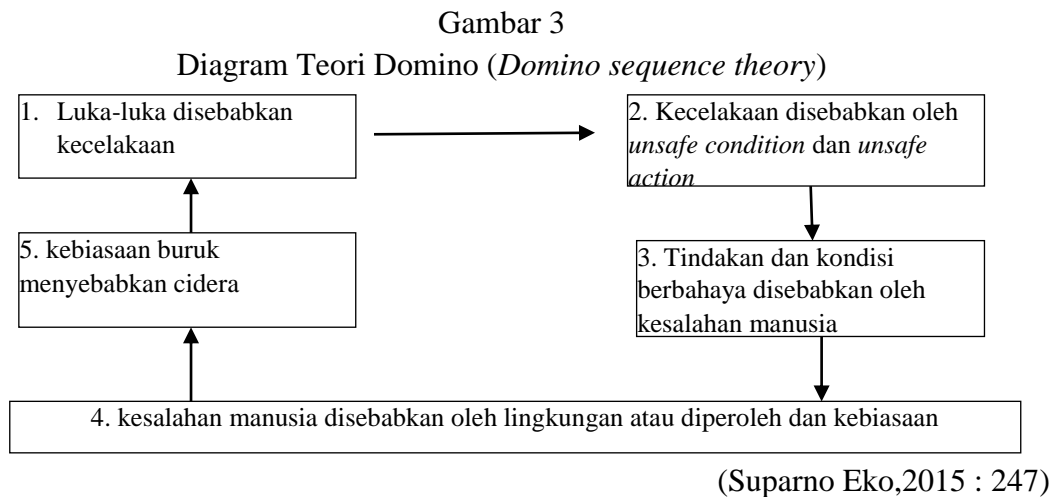 Gambar 3
Diagram Teori Domino (Domino sequence theory)
1. Luka-luka disebabkan
kecelakaan
2. Kecelakaan disebabkan oleh
unsafe condition dan unsafe
action
3. Tindakan dan kondisi
berbahaya disebabkan oleh
kesalahan manusia
4. kesalahan manusia disebabkan oleh lingkungan atau diperoleh dan kebiasaan
5. kebiasaan buruk
menyebabkan cidera
(Suparno Eko,2015 : 247)